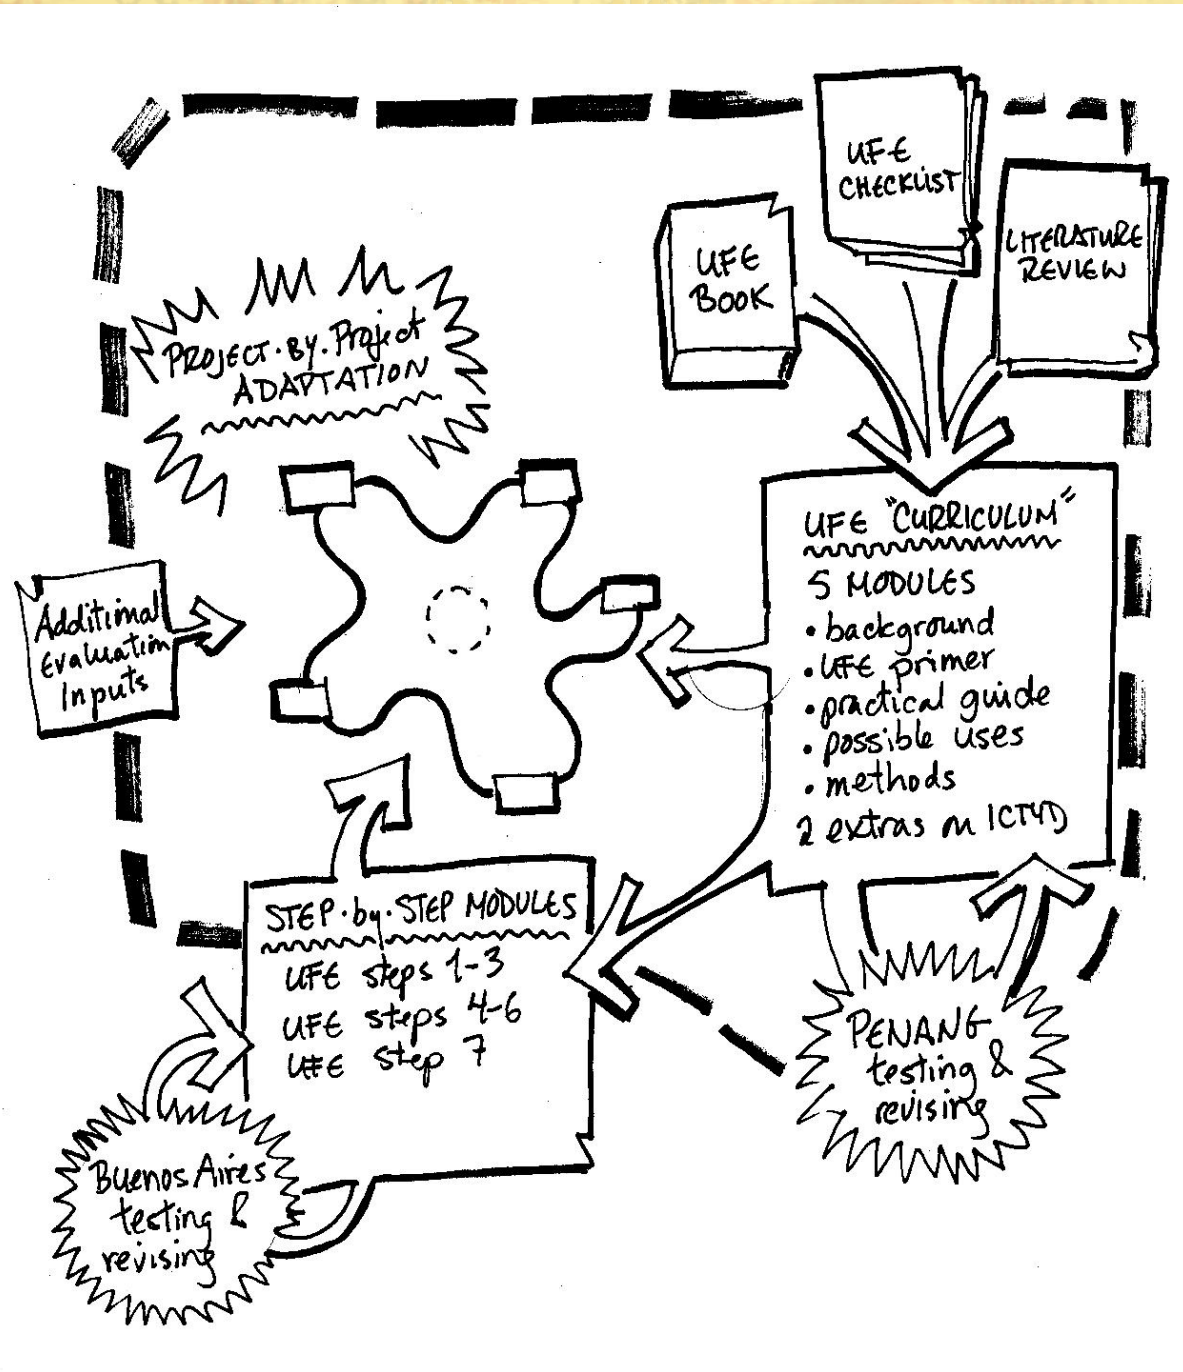 UFE
CHECKLIST
UFE
BOOK
LITERATURE
REVIEW
PROJECT·BY·Project
ADAPTATION
UFE "CURRICULUM"
5 MODULES
• background
• UFE primer
• practical guide
• possible uses
• methods
2 extras on ICT4D
Additional
Evaluation
Inputs
STEP·by·STEP MODULES
UFE steps 1-3
UFE steps 4-6
UFE step 7
PENANG
testing &
revising
Buenos Aires
testing &
revising